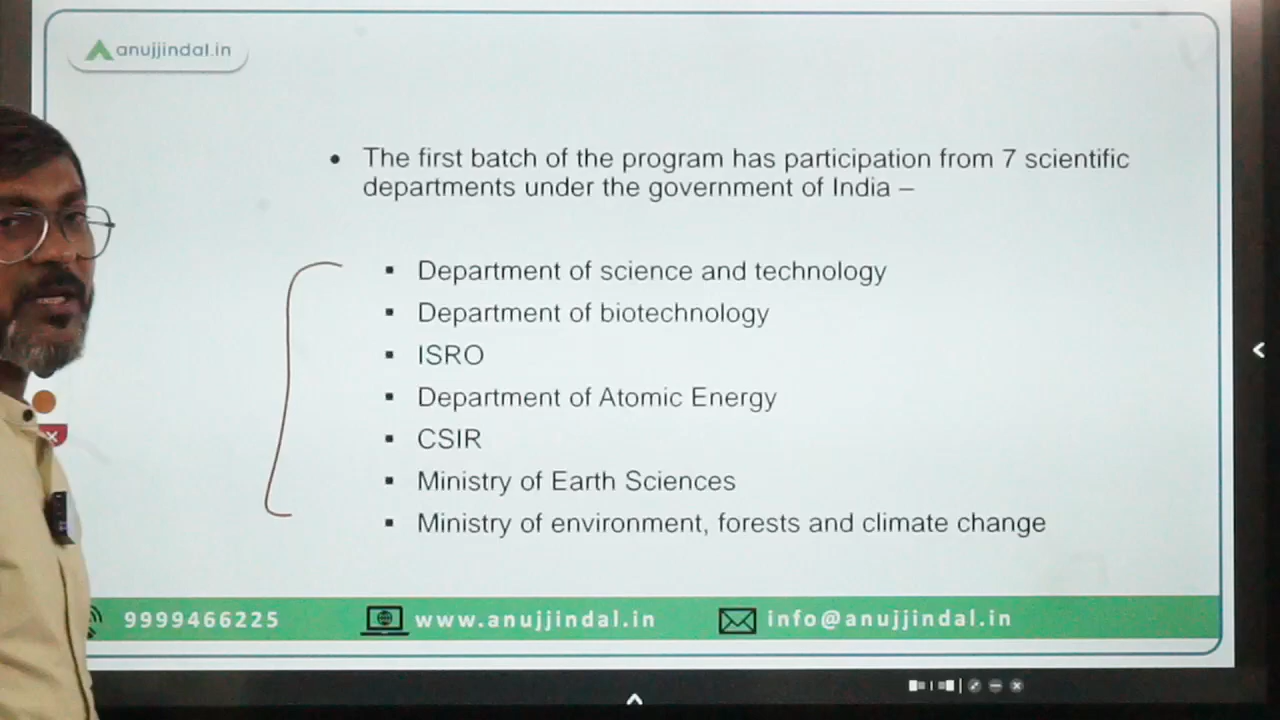 anujjindal.in
• The first batch of the program has participation from 7 scientific
departments under the government of India –
▪ Department of science and technology
▪ Department of biotechnology
▪ ISRO
▪ Department of Atomic Energy
▪ CSIR
▪ Ministry of Earth Sciences
▪ Ministry of environment, forests and climate change
9999466225 www.anujjindal.in info@anujjindal.in